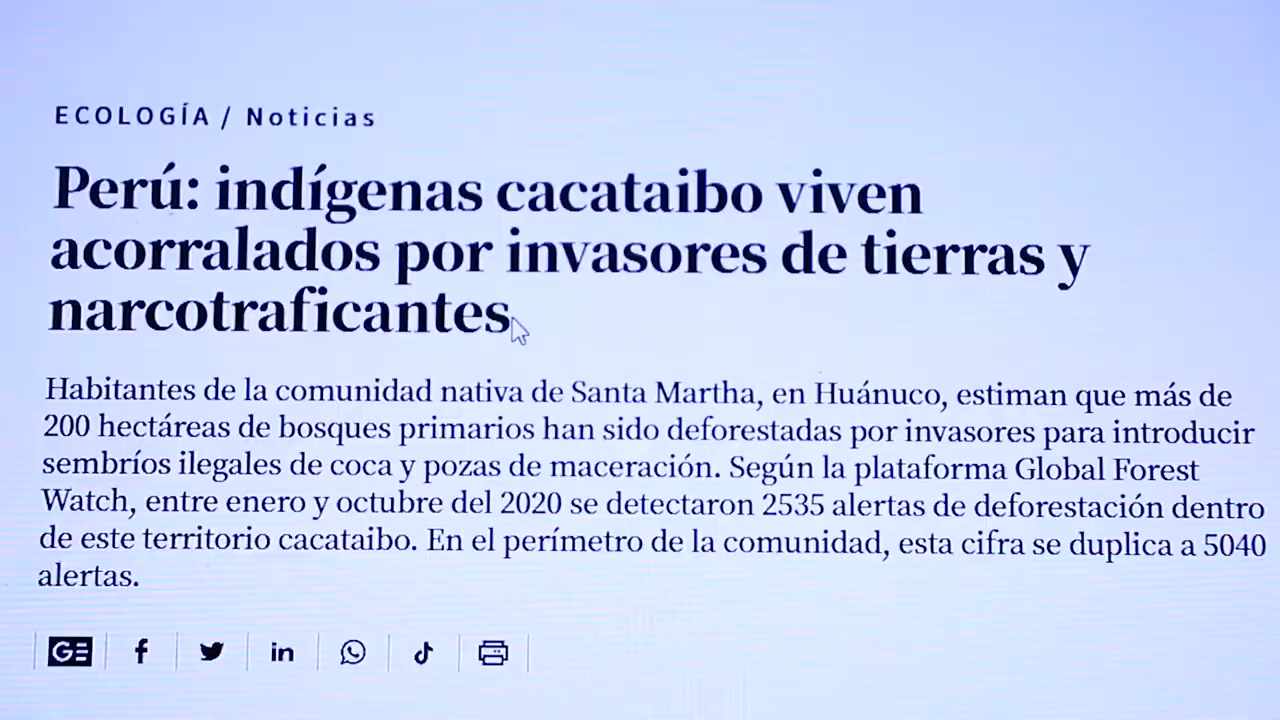 ECOLOGÍA / Noticias
Perú: indígenas cacataibo viven
acorralados por invasores de tierras y
narcotraficantes
Habitantes de la comunidad nativa de Santa Martha, en Huánuco, estiman que más de
200 hectáreas de bosques primarios han sido deforestadas por invasores para introducir
sembríos ilegales de coca y pozas de maceración. Según la plataforma Global Forest
Watch, entre enero y octubre del 2020 se detectaron 2535 alertas de deforestación dentro
de este territorio cacataibo. En el perímetro de la comunidad, esta cifra se duplica a 5040
alertas.
GE f in